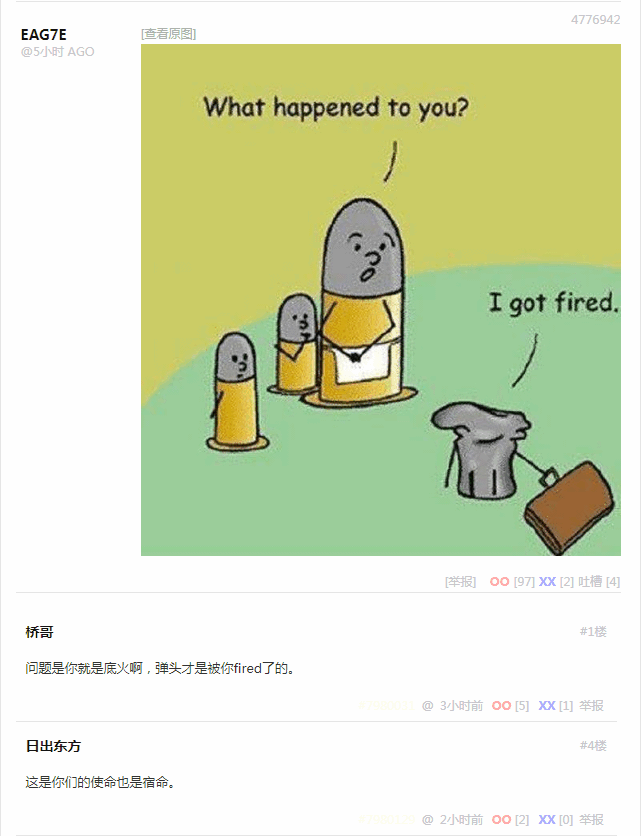 4776942
EAG7E
[查看原图]
@5小时 AGO
What happened to you?
I got fired.
[举报] OO [97] XX [2] 吐槽 [4]
桥哥
#1楼
问题是你就是底火啊，弹头才是被你fired了的。
@ 3小时前 OO [5] XX [1] 举报
日出东方
#4楼
这是你们的使命也是宿命。
@ 2小时前 OO [2] XX [0] 举报